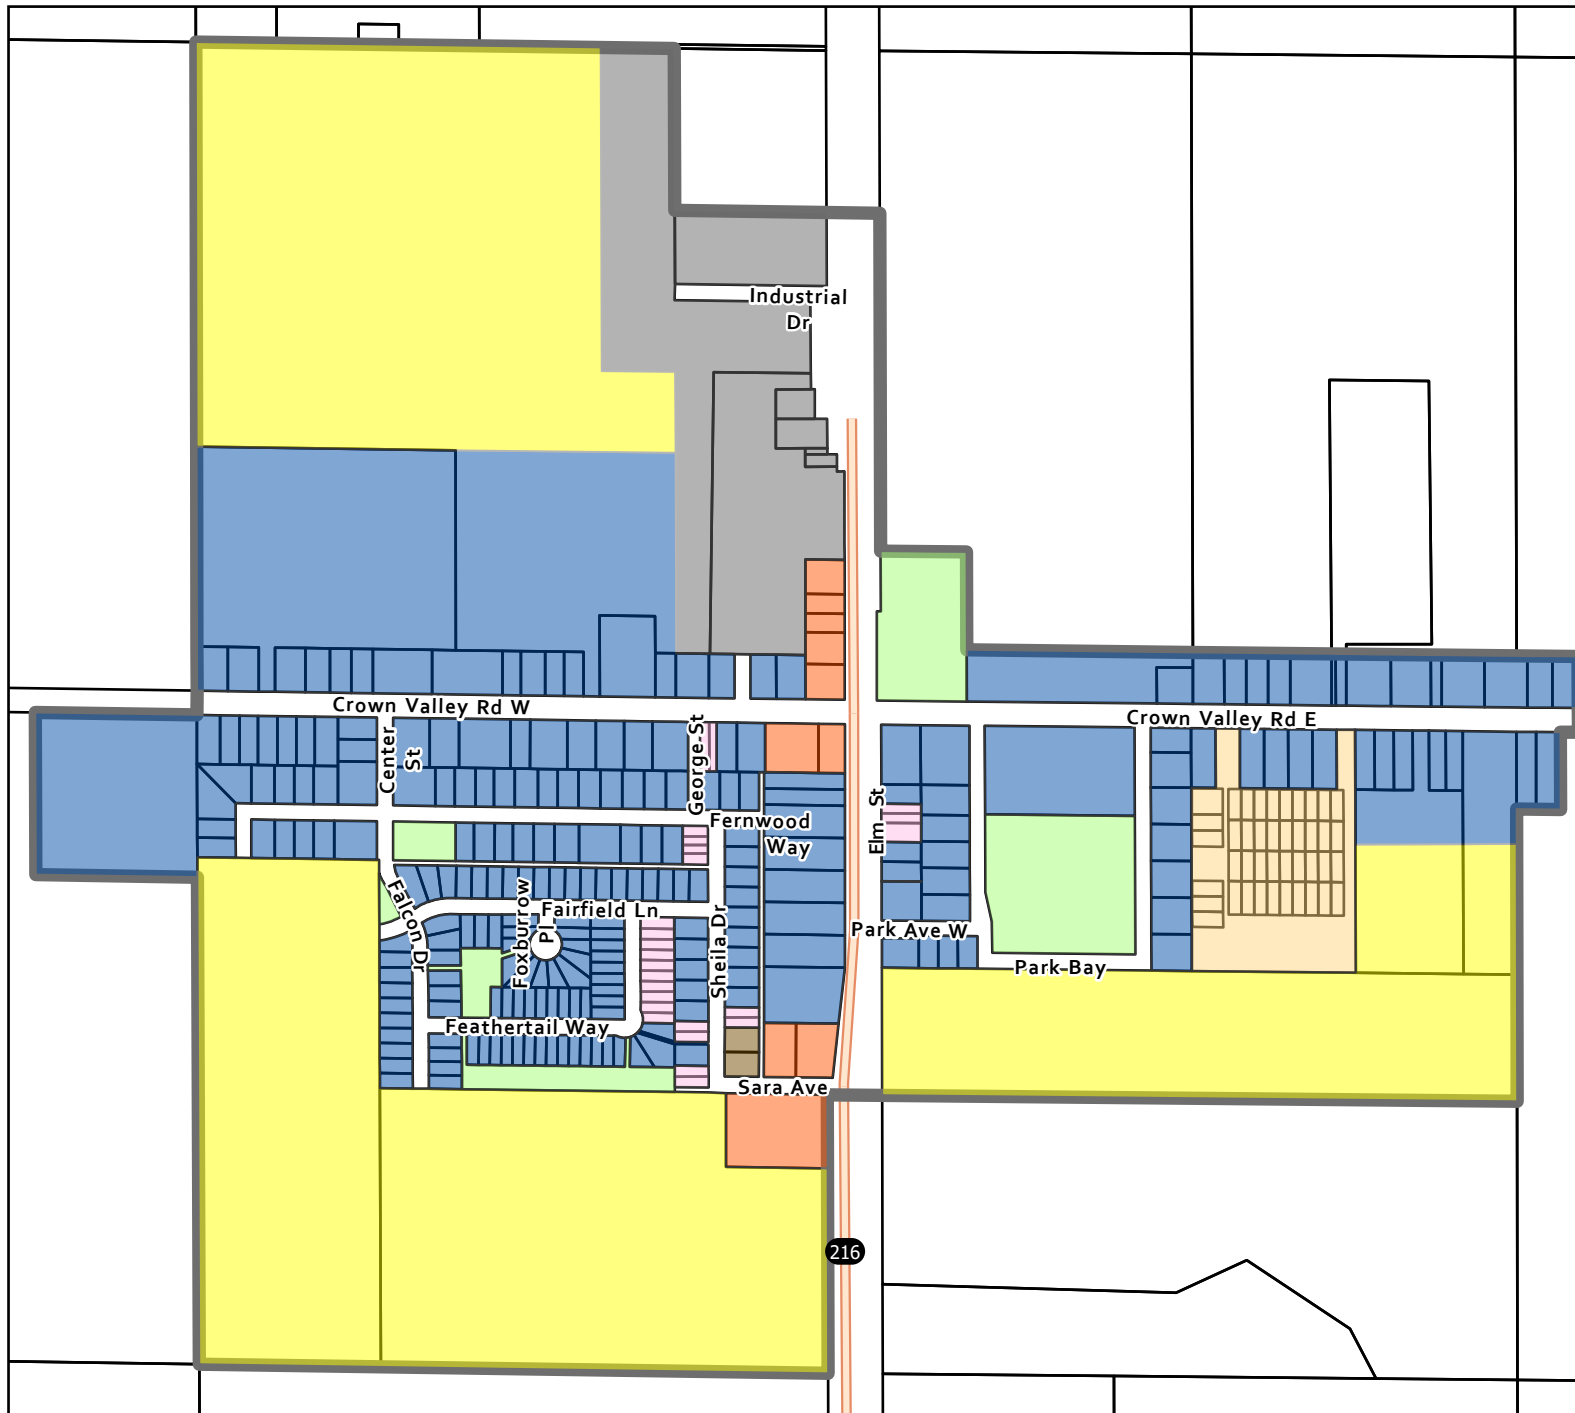 Industrial
Dr
Crown Valley Rd W
Crown Valley Rd E
Center
St
George St
Fernwood
Way
Elm St
Falcon Dr
Foxburrow
Pl
Fairfield Ln
Sheila Dr
Park Ave W
Park Bay
Feathertail Way
Sara Ave
216